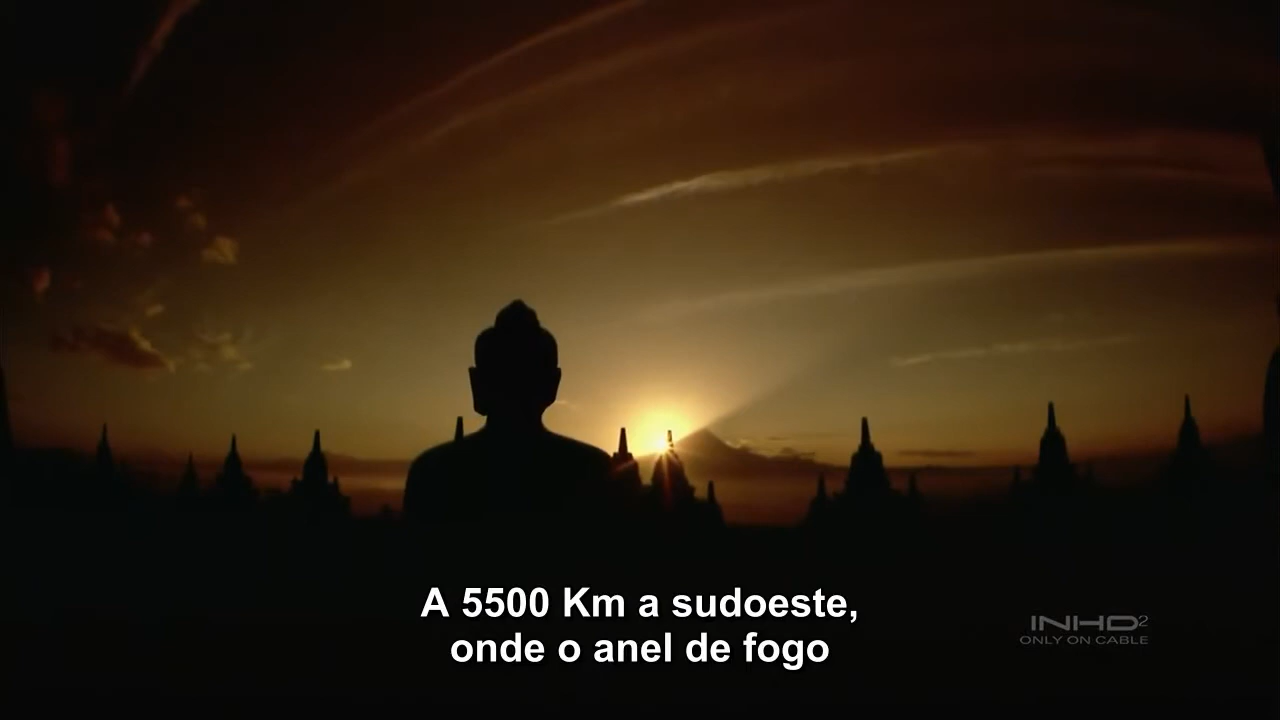 A 5500 Km a sudoeste,
onde o anel de fogo
INHD²
ONLY ON CABLE